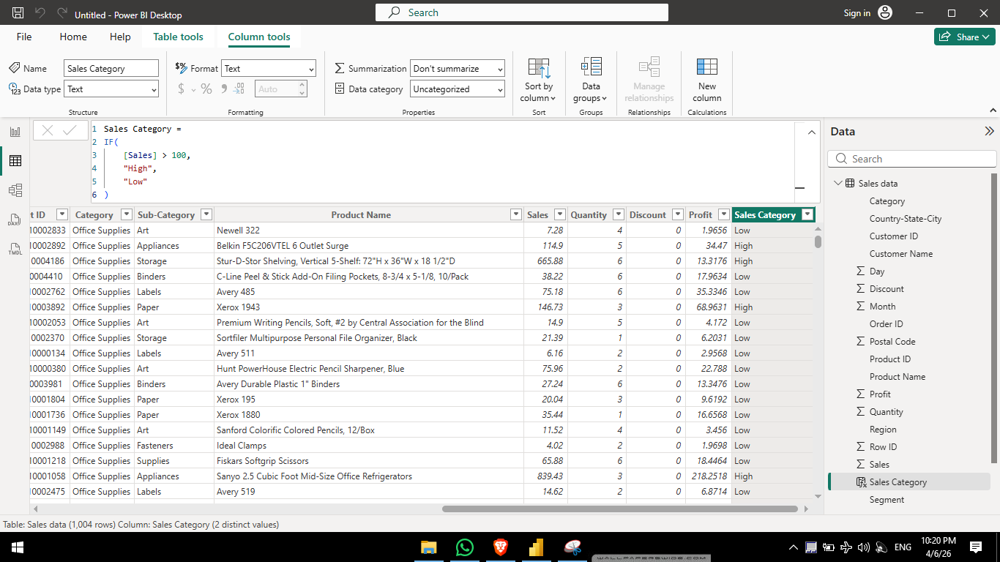 Untitled - Power BI Desktop
Search
Sign in
File Home Help Table tools Column tools
Share
Name Sales Category
Data type Text
Structure
Format Text
$ % 9 Auto
Formatting
Summarization Don't summarize
Data category Uncategorized
Properties
Sort by column
Sort
Data groups
Groups
Manage relationships
Relationships
New column
Calculations
1 Sales Category =
2 IF(
3 [Sales] > 100,
4 "High",
5 "Low"
6 )
t ID Category Sub-Category Product Name Sales Quantity Discount Profit Sales Category
10002833 Office Supplies Art Newell 322 7.28 4 0 1.9656 Low
10002892 Office Supplies Appliances Belkin F5C206VTEL 6 Outlet Surge 114.9 5 0 34.47 High
0004186 Office Supplies Storage Stur-D-Stor Shelving, Vertical 5-Shelf: 72"H x 36"W x 18 1/2"D 665.88 6 0 13.3176 High
0004410 Office Supplies Binders C-Line Peel & Stick Add-On Filing Pockets, 8-3/4 x 5-1/8, 10/Pack 38.22 6 0 17.9634 Low
10002762 Office Supplies Labels Avery 485 75.18 6 0 35.3346 Low
10003892 Office Supplies Paper Xerox 1943 146.73 3 0 68.9631 High
10002053 Office Supplies Art Premium Writing Pencils, Soft, #2 by Central Association for the Blind 14.9 5 0 4.172 Low
0002370 Office Supplies Storage Sortfiler Multipurpose Personal File Organizer, Black 21.39 1 0 6.2031 Low
10000134 Office Supplies Labels Avery 511 6.16 2 0 2.9568 Low
10000380 Office Supplies Art Hunt PowerHouse Electric Pencil Sharpener, Blue 75.96 2 0 22.788 Low
0003981 Office Supplies Binders Avery Durable Plastic 1" Binders 27.24 6 0 13.3476 Low
10001804 Office Supplies Paper Xerox 195 20.04 3 0 9.6192 Low
10001736 Office Supplies Paper Xerox 1880 35.44 1 0 16.6568 Low
10001149 Office Supplies Art Sanford Colorific Colored Pencils, 12/Box 11.52 4 0 3.456 Low
10002988 Office Supplies Fasteners Ideal Clamps 4.02 2 0 1.9698 Low
10001218 Office Supplies Supplies Fiskars Softgrip Scissors 65.88 6 0 18.4464 Low
10001058 Office Supplies Appliances Sanyo 2.5 Cubic Foot Mid-Size Office Refrigerators 839.43 3 0 218.2518 High
10002475 Office Supplies Labels Avery 519 14.62 2 0 6.8714 Low
Data
Search
Sales data
Category
Country-State-City
Customer ID
Customer Name
Day
Discount
Month
Order ID
Postal Code
Product ID
Product Name
Profit
Quantity
Region
Row ID
Sales
Sales Category
Segment
Table: Sales data (1,004 rows) Column: Sales Category (2 distinct values)
ENG
10:20 PM
4/6/26